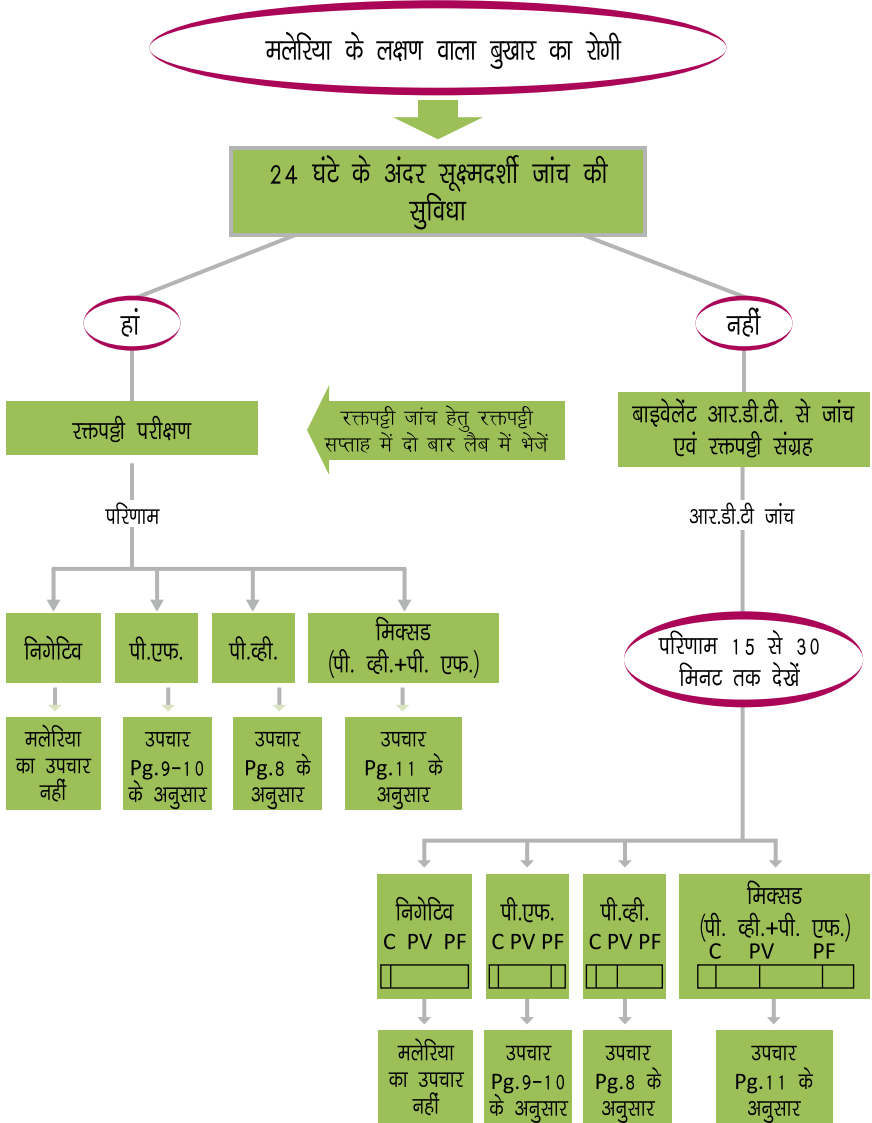 मलेरिया के लक्षण वाला बुखार का रोगी
24 घंटे के अंदर सूक्ष्मदर्शी जांच की
सुविधा
हां
नहीं
रक्तपट्टी परीक्षण
रक्तपट्टी जांच हेतु रक्तपट्टी
सप्ताह में दो बार लैब में भेजें
बाइवेलेंट आर.डी.टी. से जांच
एवं रक्तपट्टी संग्रह
परिणाम
आर.डी.टी जांच
निगेटिव
पी.एफ.
पी.व्ही.
मिक्सड
(पी. व्ही.+पी. एफ.)
परिणाम 15 से 30
मिनट तक देखें
मलेरिया
का उपचार
नहीं
उपचार
Pg.9-10
के अनुसार
उपचार
Pg.8 के
अनुसार
उपचार
Pg.11 के
अनुसार
निगेटिव
C PV PF
पी.एफ.
C PV PF
पी.व्ही.
C PV PF
मिक्सड
(पी. व्ही.+पी. एफ.)
C PV PF
मलेरिया
का उपचार
नहीं
उपचार
Pg.9-10
के अनुसार
उपचार
Pg.8 के
अनुसार
उपचार
Pg.11 के
अनुसार